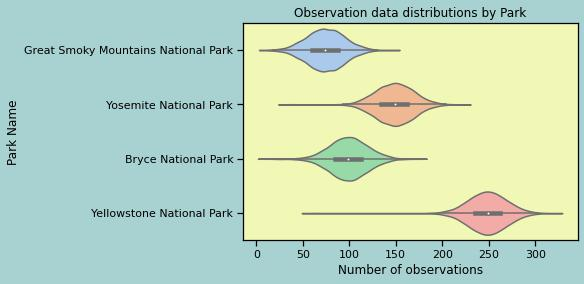 Observation data distributions by Park
Park Name
Great Smoky Mountains National Park
Yosemite National Park
Bryce National Park
Yellowstone National Park
0 50 100 150 200 250 300
Number of observations